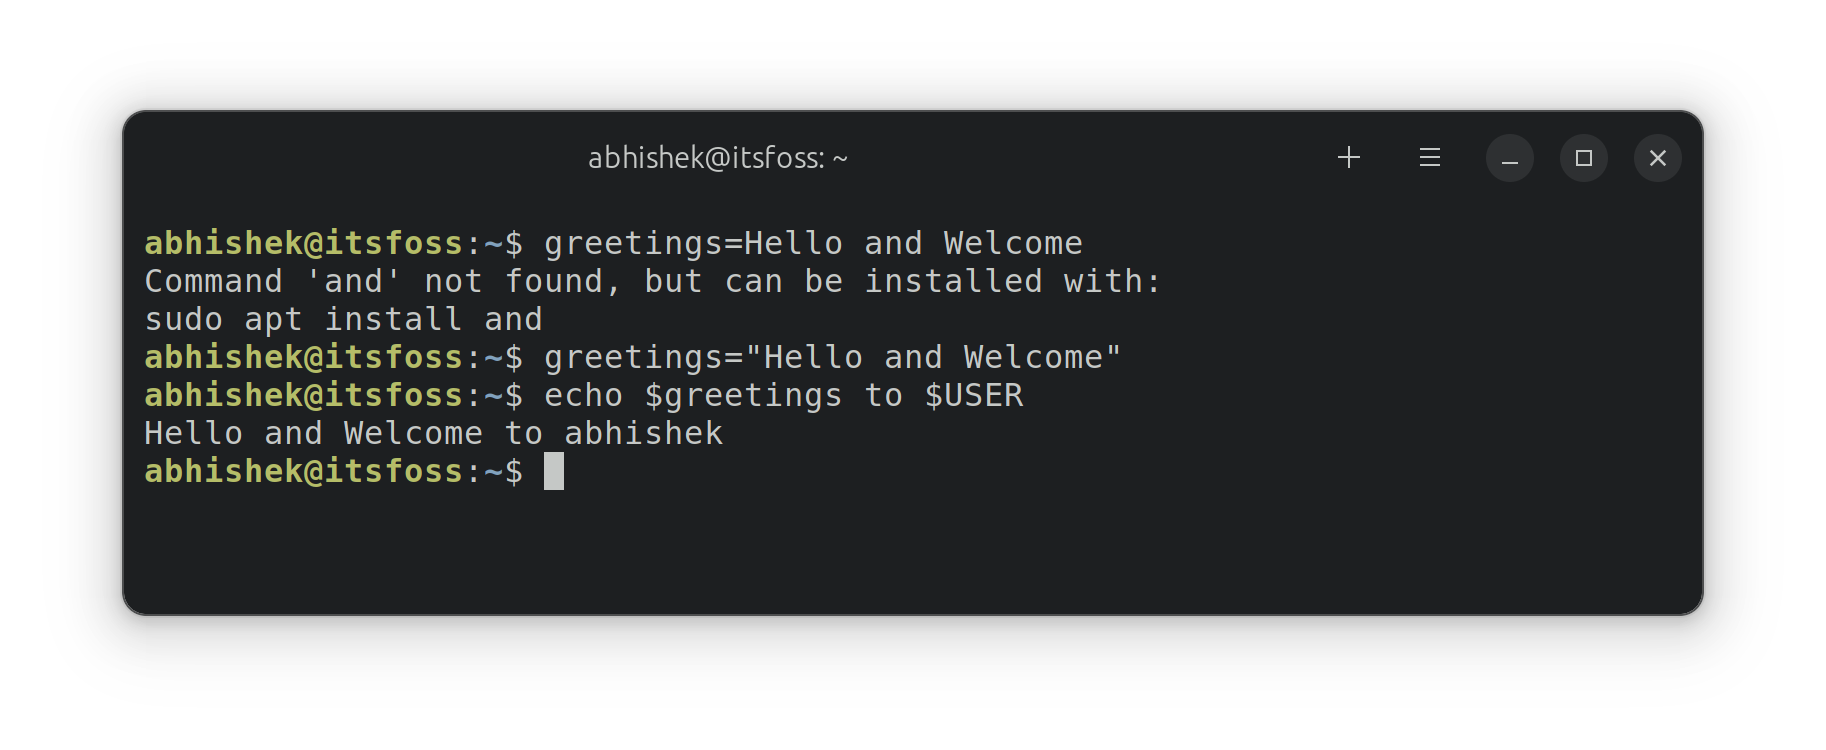 abhishek@itsfoss: ~
abhishek@itsfoss:~$ greetings=Hello and Welcome
Command 'and' not found, but can be installed with:
sudo apt install and
abhishek@itsfoss:~$ greetings="Hello and Welcome"
abhishek@itsfoss:~$ echo $greetings to $USER
Hello and Welcome to abhishek
abhishek@itsfoss:~$